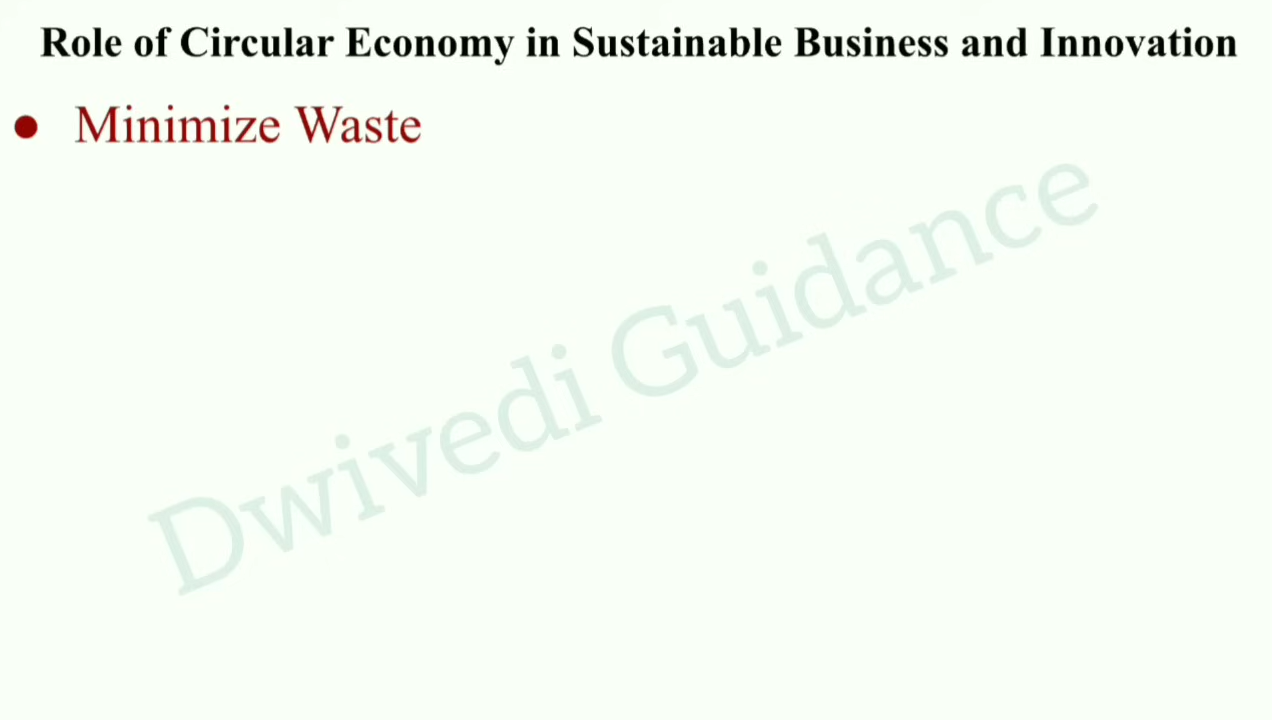 Role of Circular Economy in Sustainable Business and Innovation
● Minimize Waste
Dwivedi Guidance